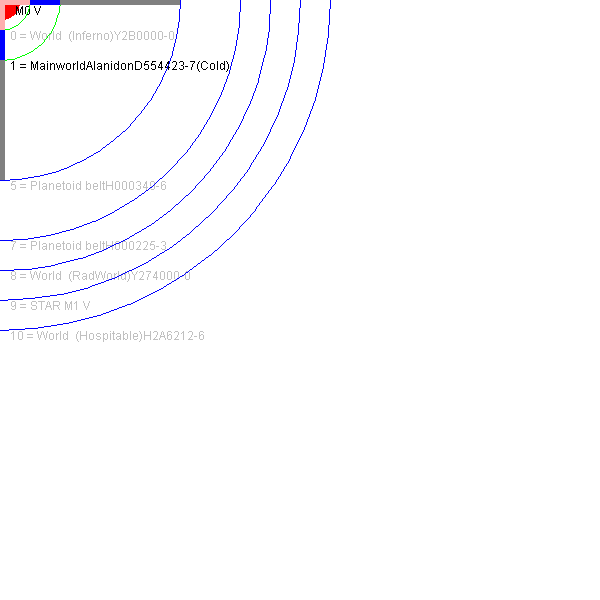 M0 V
0 = World (Inferno)Y2B0000-0
1 = MainworldAlanidonD554423-7(Cold)
5 = Planetoid beltH000340-6
7 = Planetoid beltH000225-3
8 = World (RadWorld)Y274000-0
9 = STAR M1 V
10 = World (Hospitable)H2A6212-6